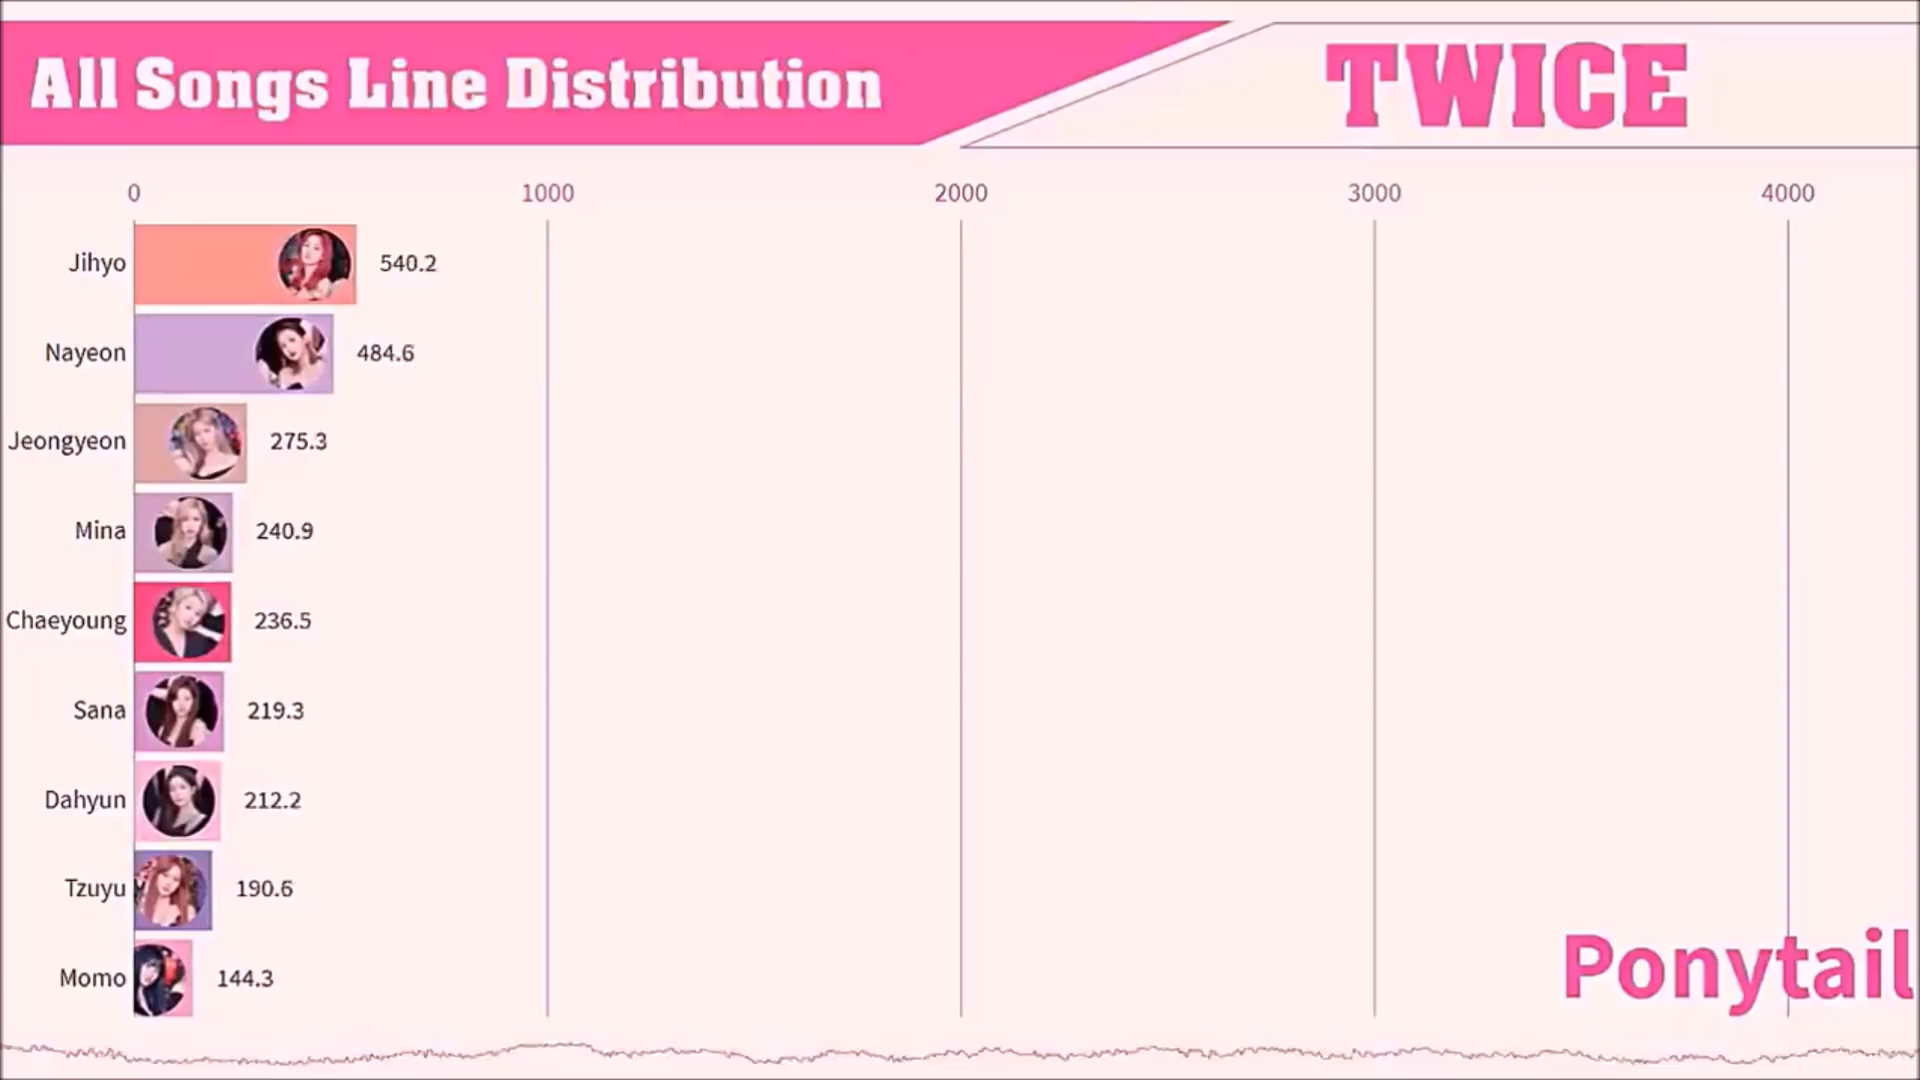 All Songs Line Distribution
TWICE
0 1000 2000 3000 4000
Jihyo 540.2
Nayeon 484.6
Jeongyeon 275.3
Mina 240.9
Chaeyoung 236.5
Sana 219.3
Dahyun 212.2
Tzuyu 190.6
Momo 144.3
Ponytail